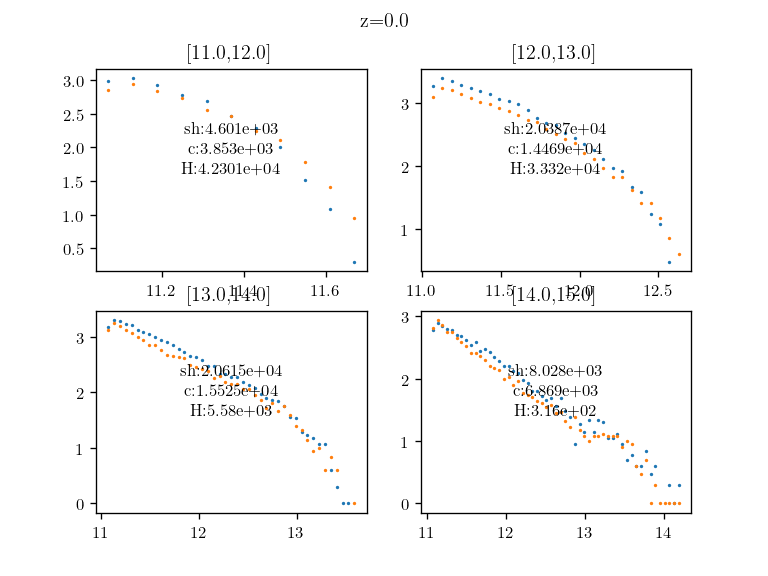 z=0.0
[11.0,12.0]
[12.0,13.0]
3.0
2.5
2.0
1.5
1.0
0.5
sh:4.601e+03
c:3.853e+03
H:4.2301e+04
11.2
11.4
11.6
3
2
1
sh:2.0387e+04
c:1.4469e+04
H:3.332e+04
11.0
11.5
12.0
12.5
[13.0,14.0]
[14.0,15.0]
3
2
1
0
sh:2.0615e+04
c:1.5525e+04
H:5.58e+03
11
12
13
3
2
1
0
sh:8.028e+03
c:6.869e+03
H:3.16e+02
11
12
13
14